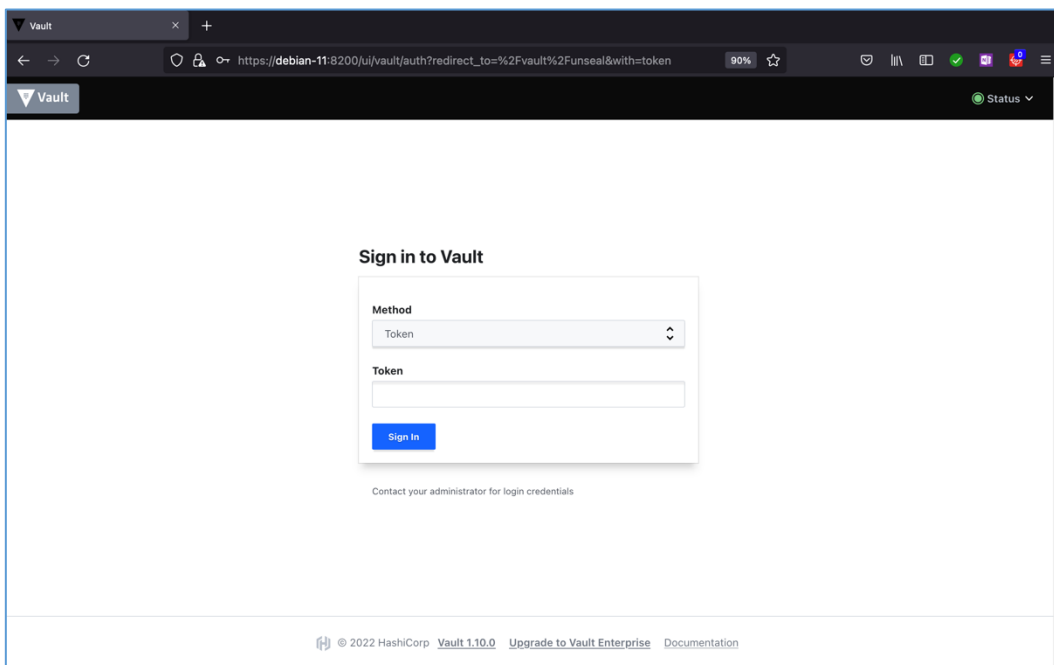 Vault
https://debian-11:8200/ui/vault/auth?redirect_to=%2Fvault%2Funseal&with=token
90%
0
Vault
Status
Sign in to Vault
Method
Token
Token
Sign In
Contact your administrator for login credentials
© 2022 HashiCorp Vault 1.10.0 Upgrade to Vault Enterprise Documentation